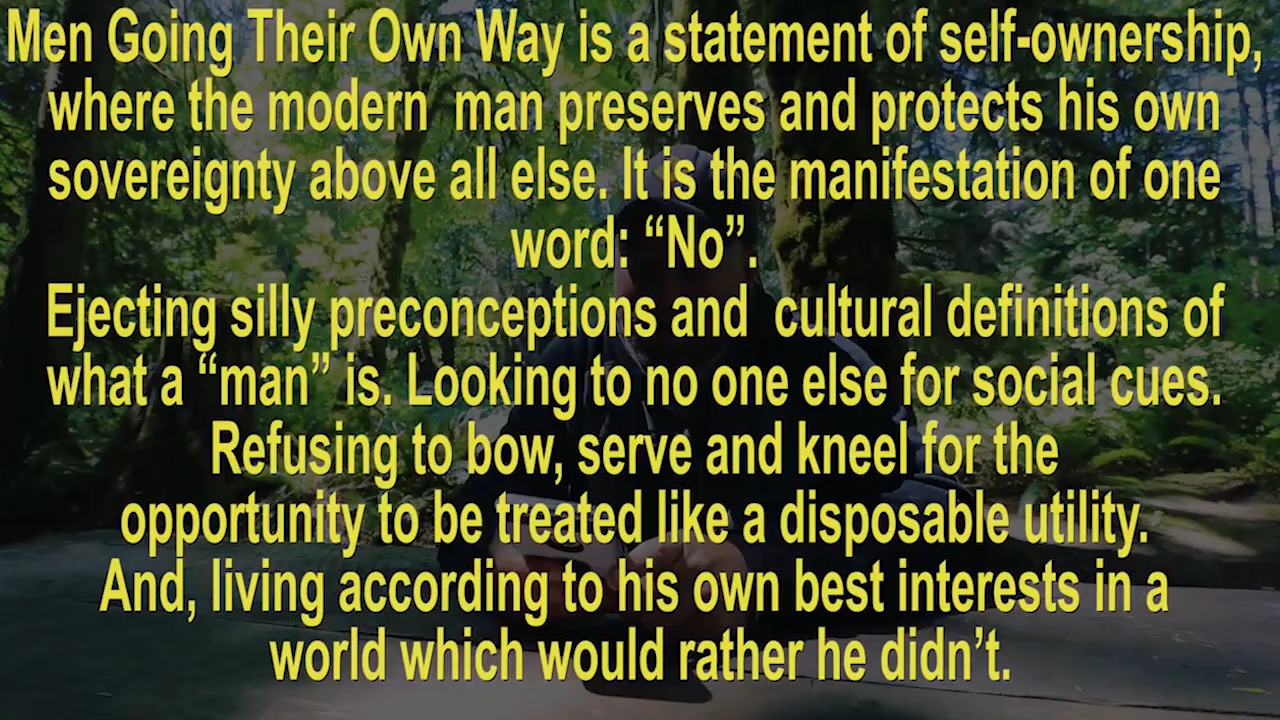 Men Going Their Own Way is a statement of self-ownership,
where the modern  man preserves and protects his own
sovereignty above all else. It is the manifestation of one
word: “No”.
Ejecting silly preconceptions and  cultural definitions of
what a “man” is. Looking to no one else for social cues.
Refusing to bow, serve and kneel for the
opportunity to be treated like a disposable utility.
And, living according to his own best interests in a
world which would rather he didn’t.